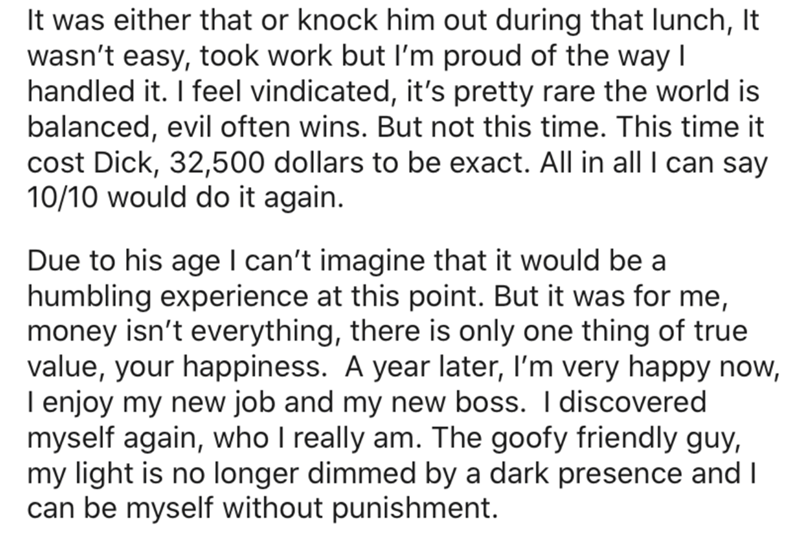 It was either that or knock him out during that lunch, It
wasn’t easy, took work but I’m proud of the way I
handled it. I feel vindicated, it’s pretty rare the world is
balanced, evil often wins. But not this time. This time it
cost Dick, 32,500 dollars to be exact. All in all I can say
10/10 would do it again.
Due to his age I can’t imagine that it would be a
humbling experience at this point. But it was for me,
money isn’t everything, there is only one thing of true
value, your happiness.  A year later, I’m very happy now,
I enjoy my new job and my new boss.  I discovered
myself again, who I really am. The goofy friendly guy,
my light is no longer dimmed by a dark presence and I
can be myself without punishment.